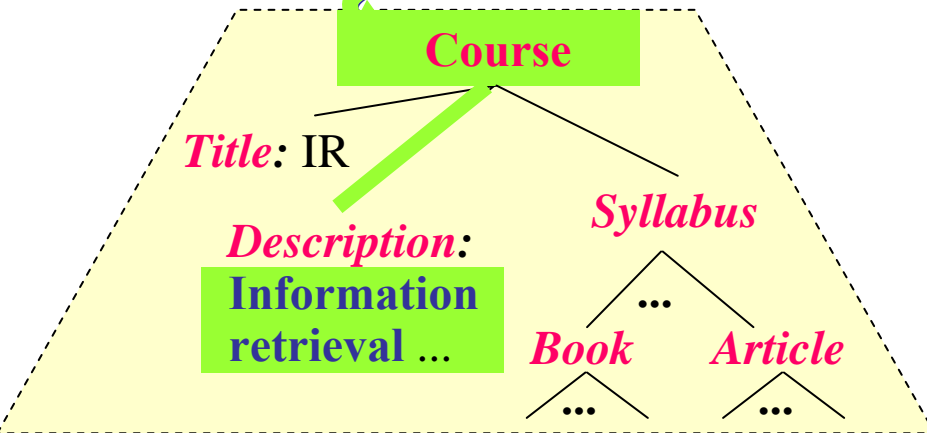 Course
Title: IR
Syllabus
Description:
Information
retrieval ...
...
Book
Article
...
...